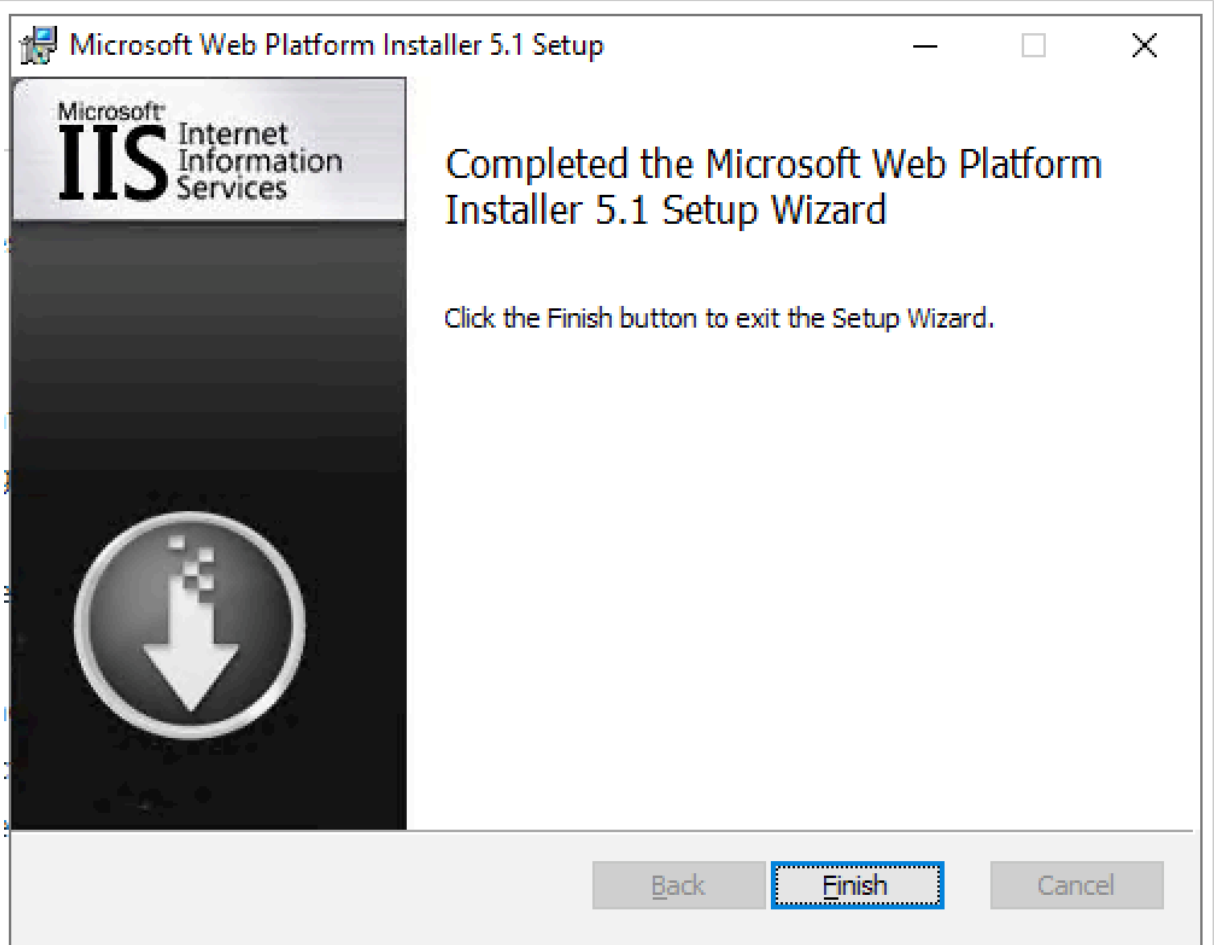 Microsoft Web Platform Installer 5.1 Setup
Microsoft
IIS Internet
Information
Services
Completed the Microsoft Web Platform
Installer 5.1 Setup Wizard
Click the Finish button to exit the Setup Wizard.
Back
Finish
Cancel